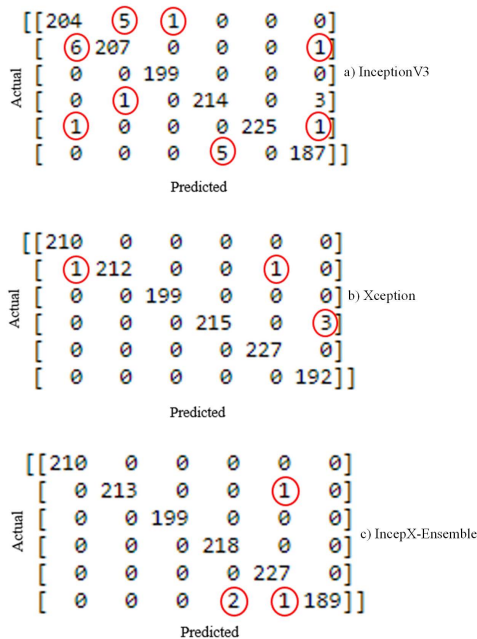 [[204 5 1 0 0 0]
[ 6 207 0 0 0 1]
[ 0 0 199 0 0 0]
[ 0 1 0 214 0 3]
[ 1 0 0 0 225 1]
[ 0 0 0 5 0 187]]
Actual
Predicted
a) InceptionV3
[[210 0 0 0 0 0]
[ 1 212 0 0 1 0]
[ 0 0 199 0 0 0]
[ 0 0 0 215 0 3]
[ 0 0 0 0 227 0]
[ 0 0 0 0 0 192]]
Actual
Predicted
b) Xception
[[210 0 0 0 0 0]
[ 0 213 0 0 1 0]
[ 0 0 199 0 0 0]
[ 0 0 0 218 0 0]
[ 0 0 0 0 227 0]
[ 0 0 0 2 1 189]]
Actual
Predicted
c) IncepX-Ensemble